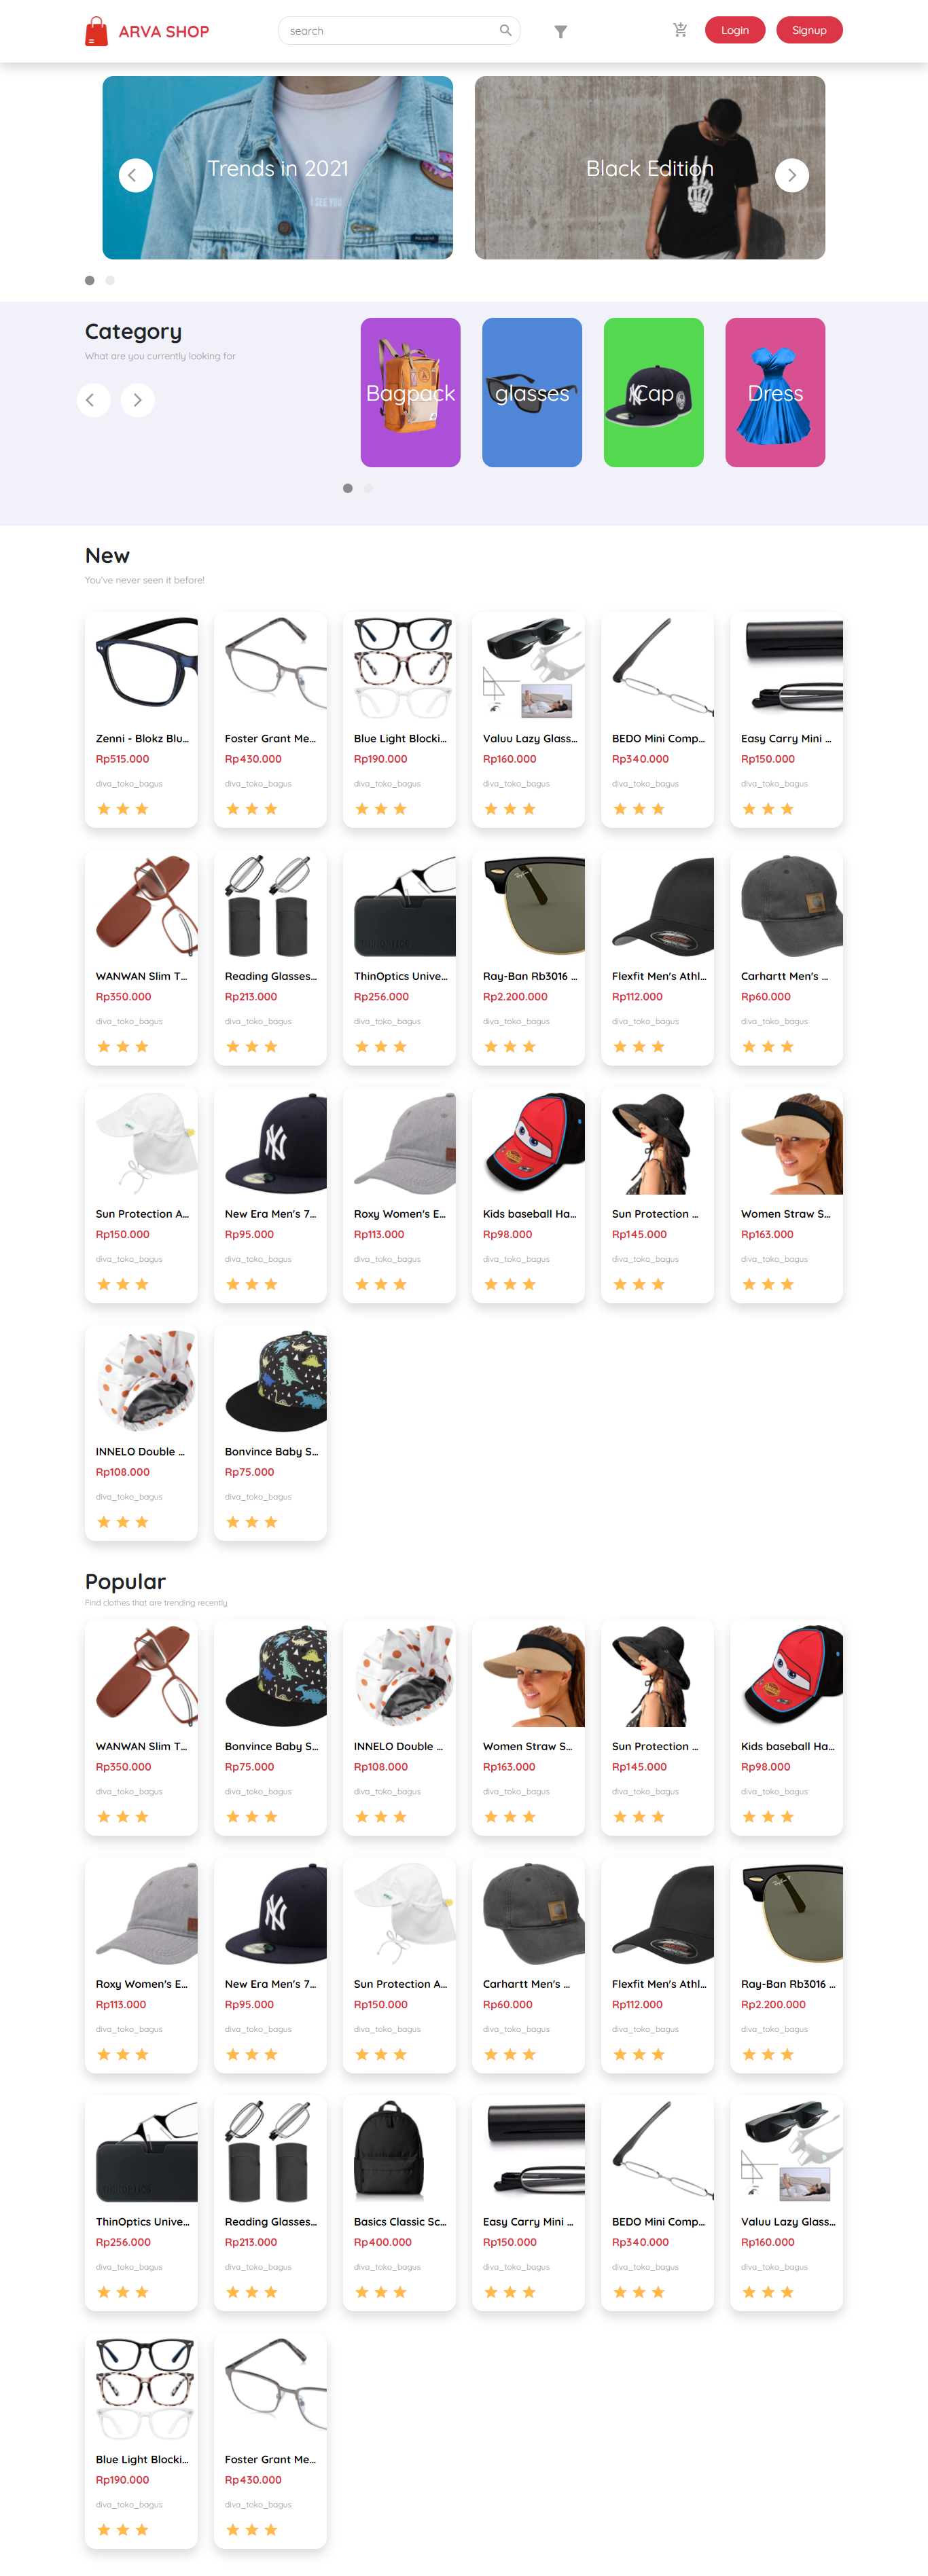 ARVA SHOP
search
Login
Signup
Trends in 2021
I SEE YOU
Black Edition
Category
What are you currently looking for
Bagpack
glasses
Cap
Dress
New
You've never seen it before!
Zenni - Blokz Blu...
Rp515.000
diva_toko_bagus
Foster Grant Me...
Rp430.000
diva_toko_bagus
Blue Light Blocki...
Rp190.000
diva_toko_bagus
Valuu Lazy Glass...
Rp160.000
diva_toko_bagus
BEDO Mini Comp...
Rp340.000
diva_toko_bagus
Easy Carry Mini ...
Rp150.000
diva_toko_bagus
WANWAN Slim T...
Rp350.000
diva_toko_bagus
Reading Glasses...
Rp213.000
diva_toko_bagus
ThinOptics Unive...
Rp256.000
diva_toko_bagus
Ray-Ban Rb3016 ...
Rp2.200.000
diva_toko_bagus
Flexfit Men's Athl...
Rp112.000
diva_toko_bagus
Carhartt Men's ...
Rp60.000
diva_toko_bagus
Sun Protection A...
Rp150.000
diva_toko_bagus
New Era Men's 7...
Rp95.000
diva_toko_bagus
Roxy Women's E...
Rp113.000
diva_toko_bagus
Kids baseball Ha...
Rp98.000
diva_toko_bagus
Sun Protection ...
Rp145.000
diva_toko_bagus
Women Straw S...
Rp163.000
diva_toko_bagus
INNELO Double ...
Rp108.000
diva_toko_bagus
Bonvince Baby S...
Rp75.000
diva_toko_bagus
Popular
Find clothes that are trending recently
WANWAN Slim T...
Rp350.000
diva_toko_bagus
Bonvince Baby S...
Rp75.000
diva_toko_bagus
INNELO Double ...
Rp108.000
diva_toko_bagus
Women Straw S...
Rp163.000
diva_toko_bagus
Sun Protection ...
Rp145.000
diva_toko_bagus
Kids baseball Ha...
Rp98.000
diva_toko_bagus
Roxy Women's E...
Rp113.000
diva_toko_bagus
New Era Men's 7...
Rp95.000
diva_toko_bagus
Sun Protection A...
Rp150.000
diva_toko_bagus
Carhartt Men's ...
Rp60.000
diva_toko_bagus
Flexfit Men's Athl...
Rp112.000
diva_toko_bagus
Ray-Ban Rb3016 ...
Rp2.200.000
diva_toko_bagus
ThinOptics Unive...
Rp256.000
diva_toko_bagus
Reading Glasses...
Rp213.000
diva_toko_bagus
Basics Classic Sc...
Rp400.000
diva_toko_bagus
Easy Carry Mini ...
Rp150.000
diva_toko_bagus
BEDO Mini Comp...
Rp340.000
diva_toko_bagus
Valuu Lazy Glass...
Rp160.000
diva_toko_bagus
Blue Light Blocki...
Rp190.000
diva_toko_bagus
Foster Grant Me...
Rp430.000
diva_toko_bagus